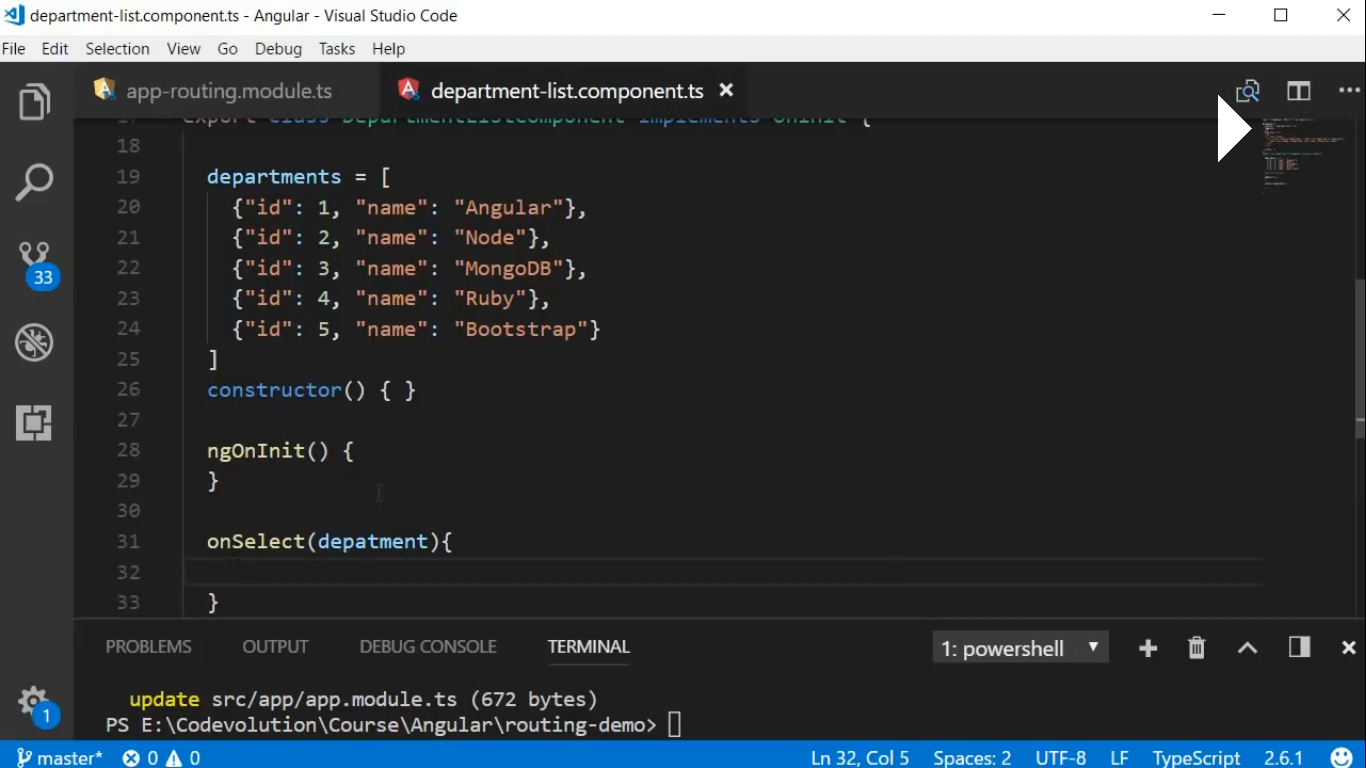 department-list.component.ts - Angular - Visual Studio Code
File Edit Selection View Go Debug Tasks Help
app-routing.module.ts department-list.component.ts
17 export class DepartmentListComponent implements OnInit {
18
19 departments = [
20 {"id": 1, "name": "Angular"},
21 {"id": 2, "name": "Node"},
22 {"id": 3, "name": "MongoDB"},
23 {"id": 4, "name": "Ruby"},
24 {"id": 5, "name": "Bootstrap"}
25 ]
26 constructor() { }
27
28 ngOnInit() {
29 }
30
31 onSelect(depatment){
32
33 }
33
PROBLEMS OUTPUT DEBUG CONSOLE TERMINAL 1: powershell
update src/app/app.module.ts (672 bytes)
PS E:\Codevolution\Course\Angular\routing-demo>
1
master* 0 0 Ln 32, Col 5 Spaces: 2 UTF-8 LF TypeScript 2.6.1